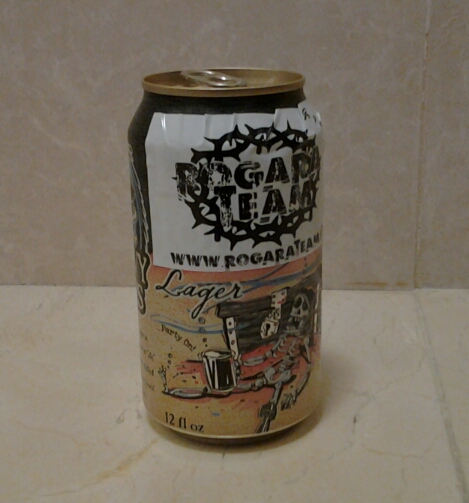 ROGARA
TEAM
WWW.ROGARATEAM
Lager
Party On!
12 fl oz